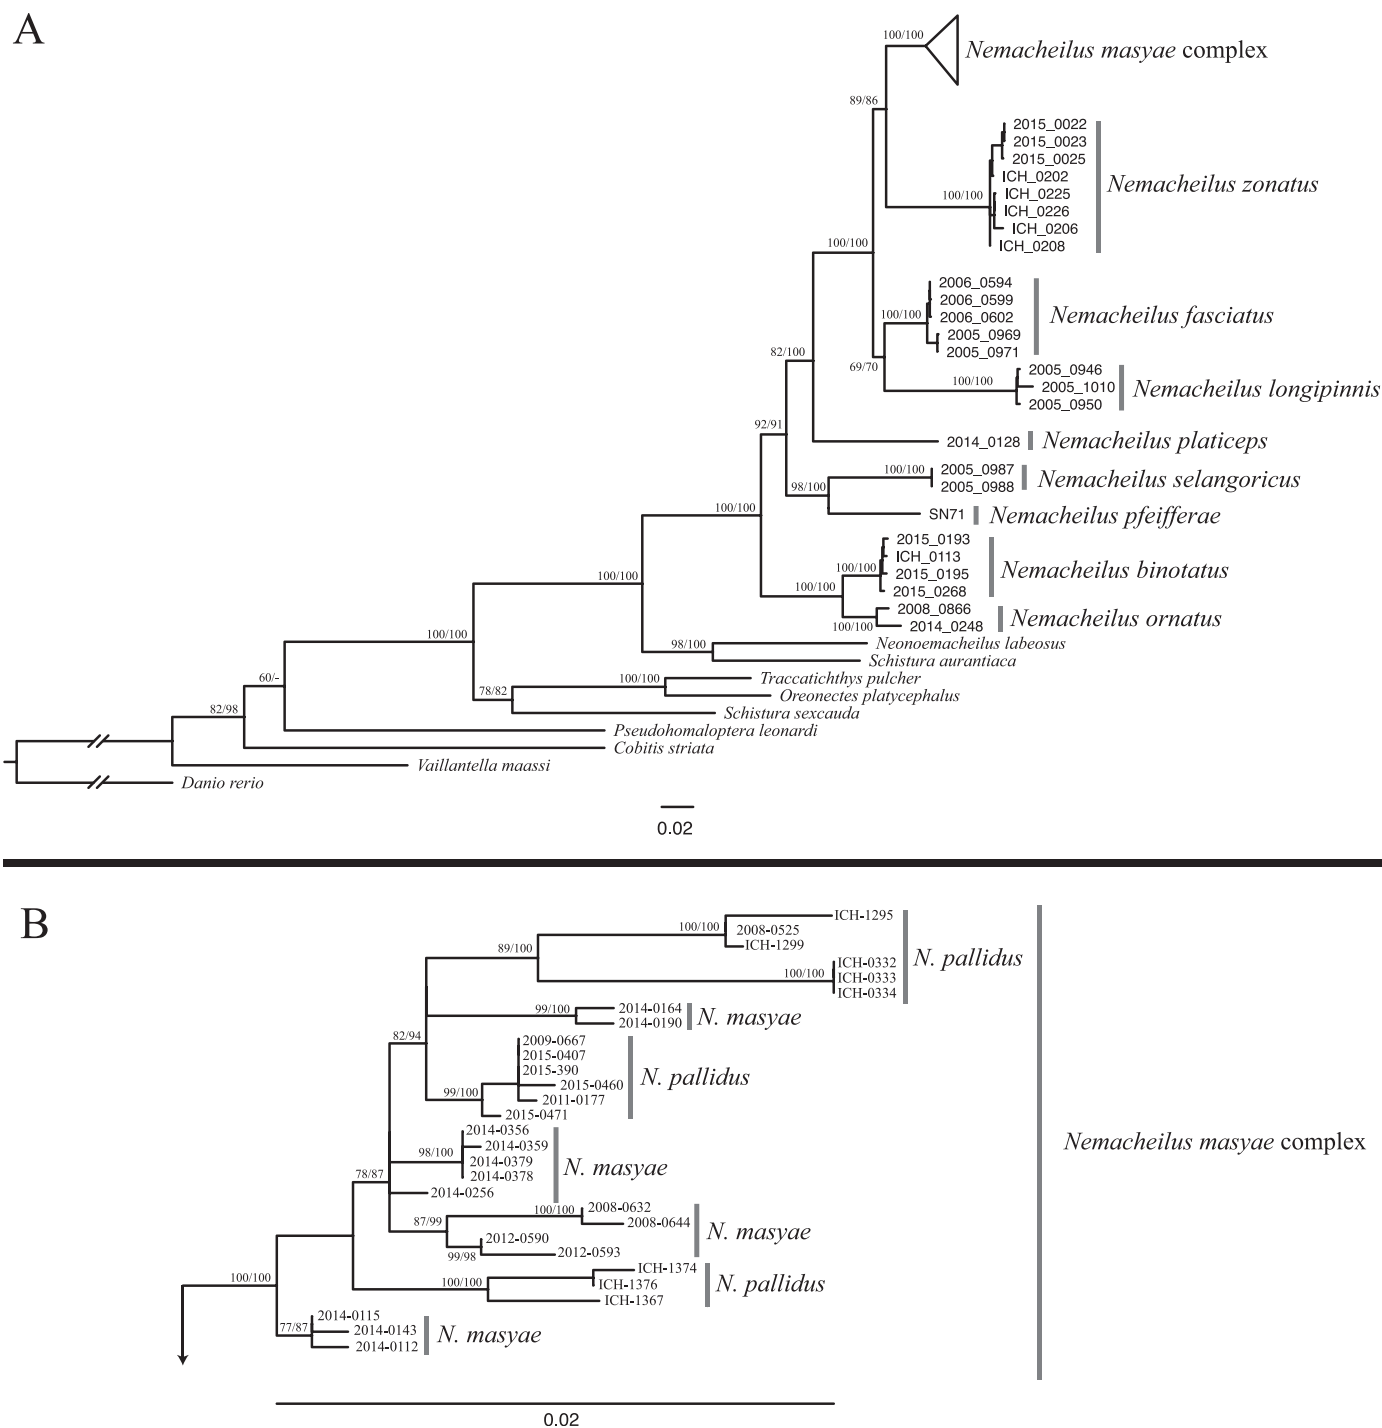 A
100/100
Nemacheilus masyae complex
89/86
2015_0022
2015_0023
2015_0025
ICH_0202
Nemacheilus zonatus
100/100
ICH_0225
ICH_0226
ICH_0206
ICH_0208
100/100
2006_0594
2006_0599
100/100
2006_0602
Nemacheilus fasciatus
2005_0969
2005_0971
82/100
69/70
2005_0946
100/100
2005_1010
Nemacheilus longipinnis
2005_0950
92/91
2014_0128
Nemacheilus platiceps
100/100
2005_0987
2005_0988
Nemacheilus selangoricus
98/100
SN71
Nemacheilus pfeifferae
100/100
2015_0193
ICH_0113
100/100
2015_0195
Nemacheilus binotatus
2015_0268
100/100
100/100
2008_0866
2014_0248
Nemacheilus ornatus
100/100
Neonoemacheilus labeosus
98/100
Schistura aurantiaca
100/100
Traccatichthys pulcher
100/100
Oreonectes platycephalus
78/82
Schistura sexcauda
60/-
Pseudohomaloptera leonardi
82/98
Cobitis striata
Vaillantella maassi
Danio rerio
0.02
B
ICH-1295
100/100
2008-0525
ICH-1299
89/100
N. pallidus
ICH-0332
100/100
ICH-0333
ICH-0334
99/100
2014-0164
2014-0190
N. masyae
82/94
2009-0667
2015-0407
2015-390
2015-0460
N. pallidus
99/100
2011-0177
2015-0471
2014-0356
2014-0359
98/100
2014-0379
N. masyae
2014-0378
78/87
2014-0256
Nemacheilus masyae complex
100/100
2008-0632
87/99
2008-0644
N. masyae
2012-0590
99/98
2012-0593
ICH-1374
100/100
ICH-1376
N. pallidus
ICH-1367
100/100
2014-0115
77/87
2014-0143
N. masyae
2014-0112
0.02